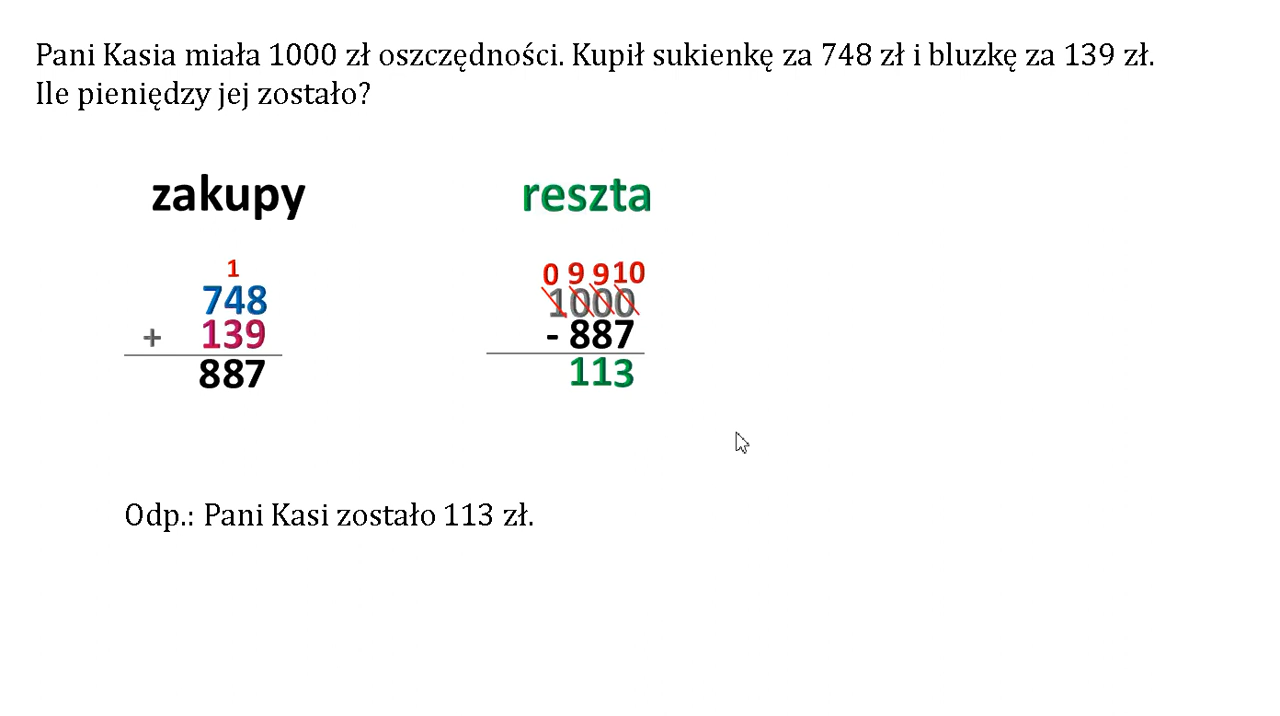 Pani Kasia miała 1000 zł oszczędności. Kupił sukienkę za 748 zł i bluzkę za 139 zł.
Ile pieniędzy jej zostało?
zakupy
1
748
+ 139
887
reszta
0 9 9 10
1000
- 887
113
Odp.: Pani Kasi zostało 113 zł.